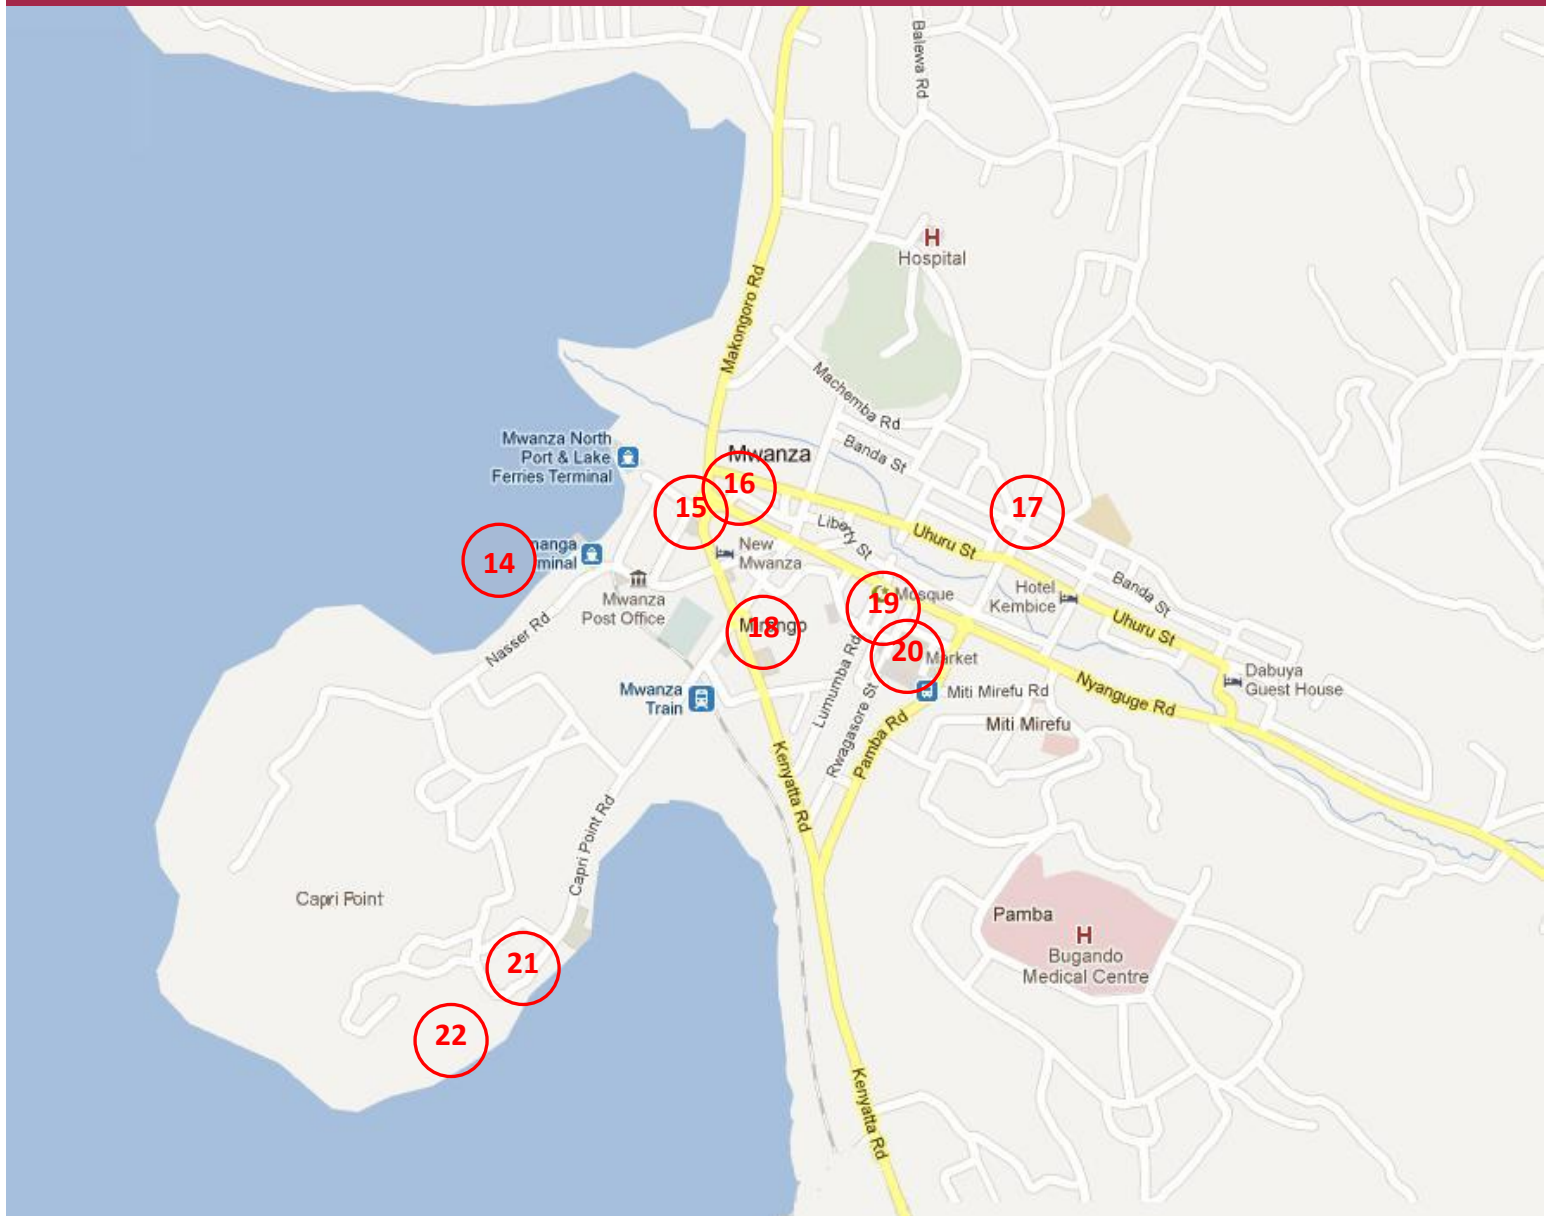 Balewa Rd
H
Hospital
Makongoro Rd
Machemba Rd
Mwanza North
Port & Lake
Ferries Terminal
Mwanza
Banda St
16
15
17
Liberty St
Uhuru St
14
New
Mwanza
Mwanza
Post Office
Hotel
Kembice
Banda St
Uhuru St
19
Mosque
Nasser Rd
18
20
Market
Lumumba Rd
Mwanza
Train
Miti Mirefu Rd
Nyanguge Rd
Dabuya
Guest House
Rwagasore St
Pamba Rd
Miti Mirefu
Kenyatta Rd
Capri Point Rd
Capri Point
Pamba
H
Bugando
Medical Centre
21
22
Kenyatta Rd